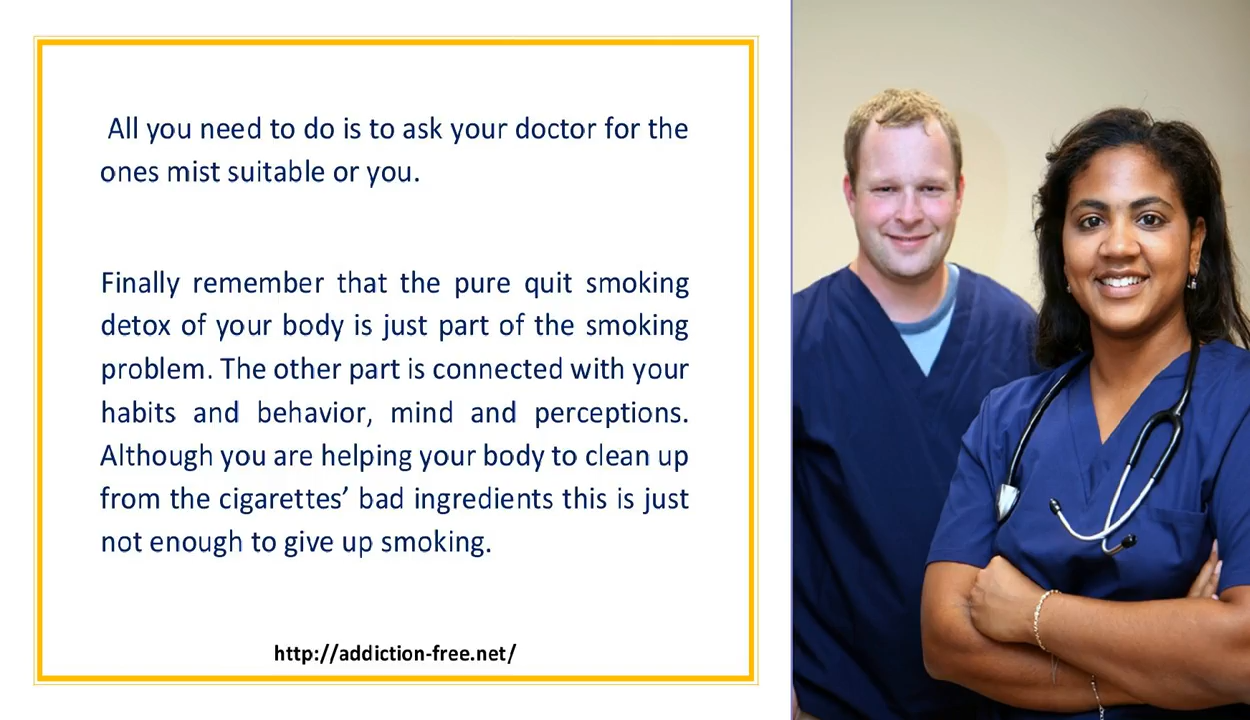 All you need to do is to ask your doctor for the
ones mist suitable or you.
Finally remember that the pure quit smoking
detox of your body is just part of the smoking
problem. The other part is connected with your
habits and behavior, mind and perceptions.
Although you are helping your body to clean up
from the cigarettes’ bad ingredients this is just
not enough to give up smoking.
http://addiction-free.net/